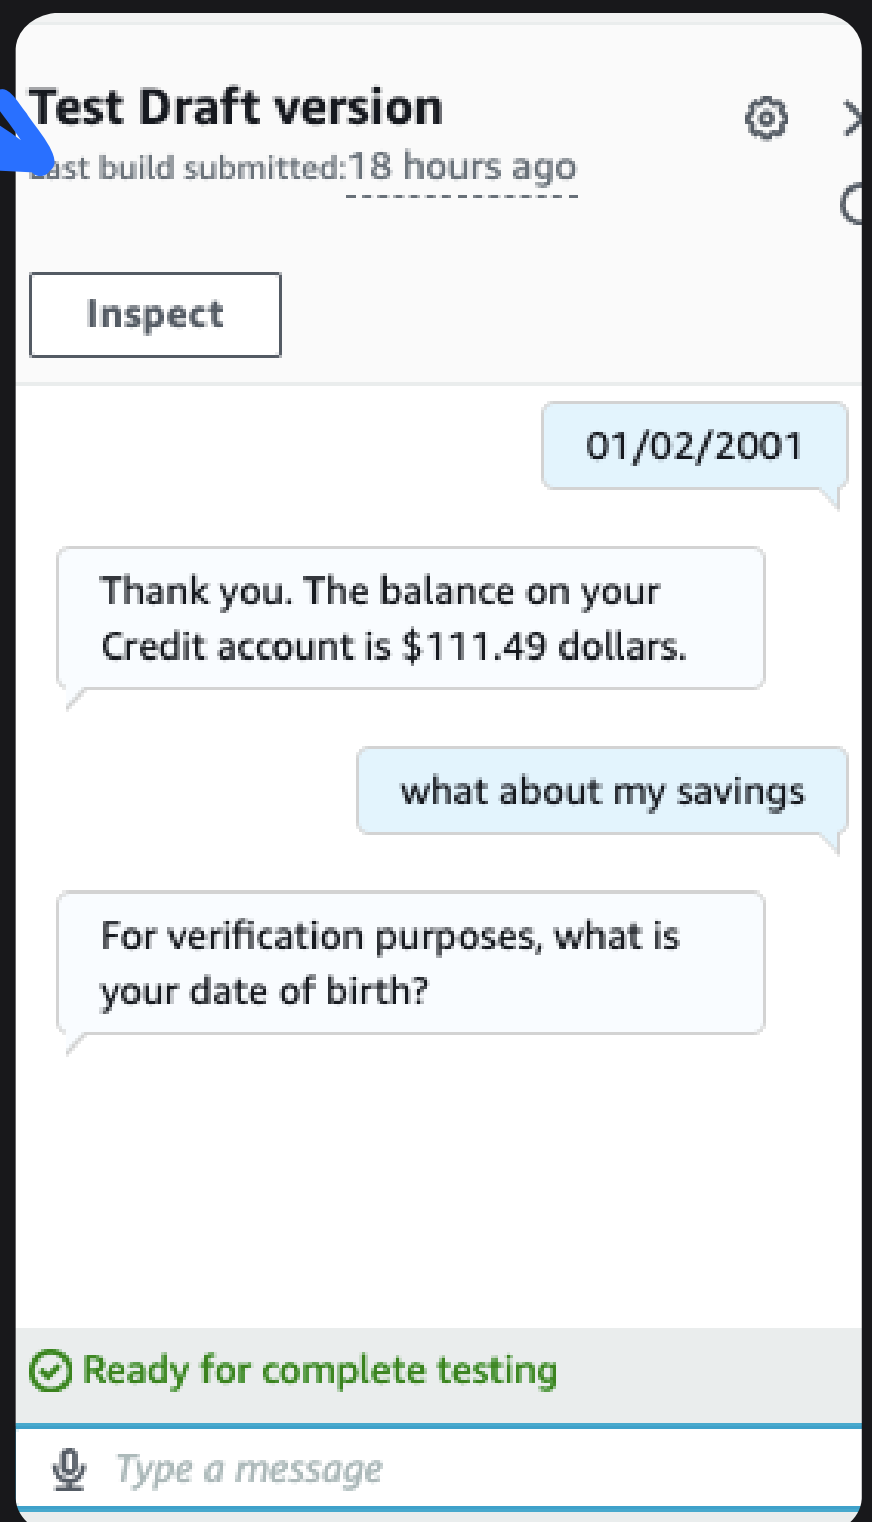 Test Draft version
Last build submitted:18 hours ago
Inspect
01/02/2001
Thank you. The balance on your
Credit account is $111.49 dollars.
what about my savings
For verification purposes, what is
your date of birth?
Ready for complete testing
Type a message